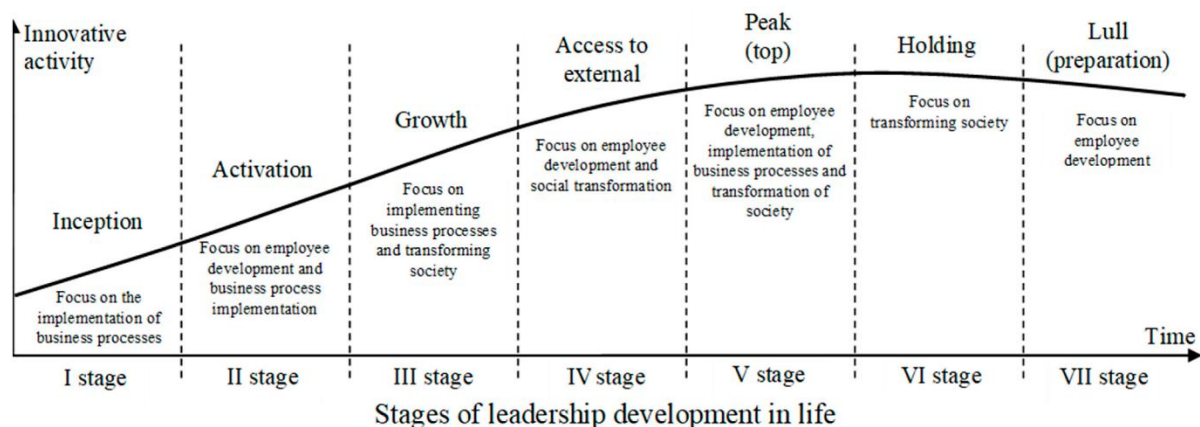 Innovative
activity
Inception
Focus on the
implementation of
business processes
Activation
Focus on employee
development and
business process
implementation
Growth
Focus on
implementing
business processes
and transforming
society
Access to
external
Focus on employee
development and
social transformation
Peak
(top)
Focus on employee
development,
implementation of
business processes and
transformation of
society
Holding
Focus on
transforming society
Lull
(preparation)
Focus on
employee
development
Time
I stage
II stage
III stage
IV stage
V stage
VI stage
VII stage
Stages of leadership development in life